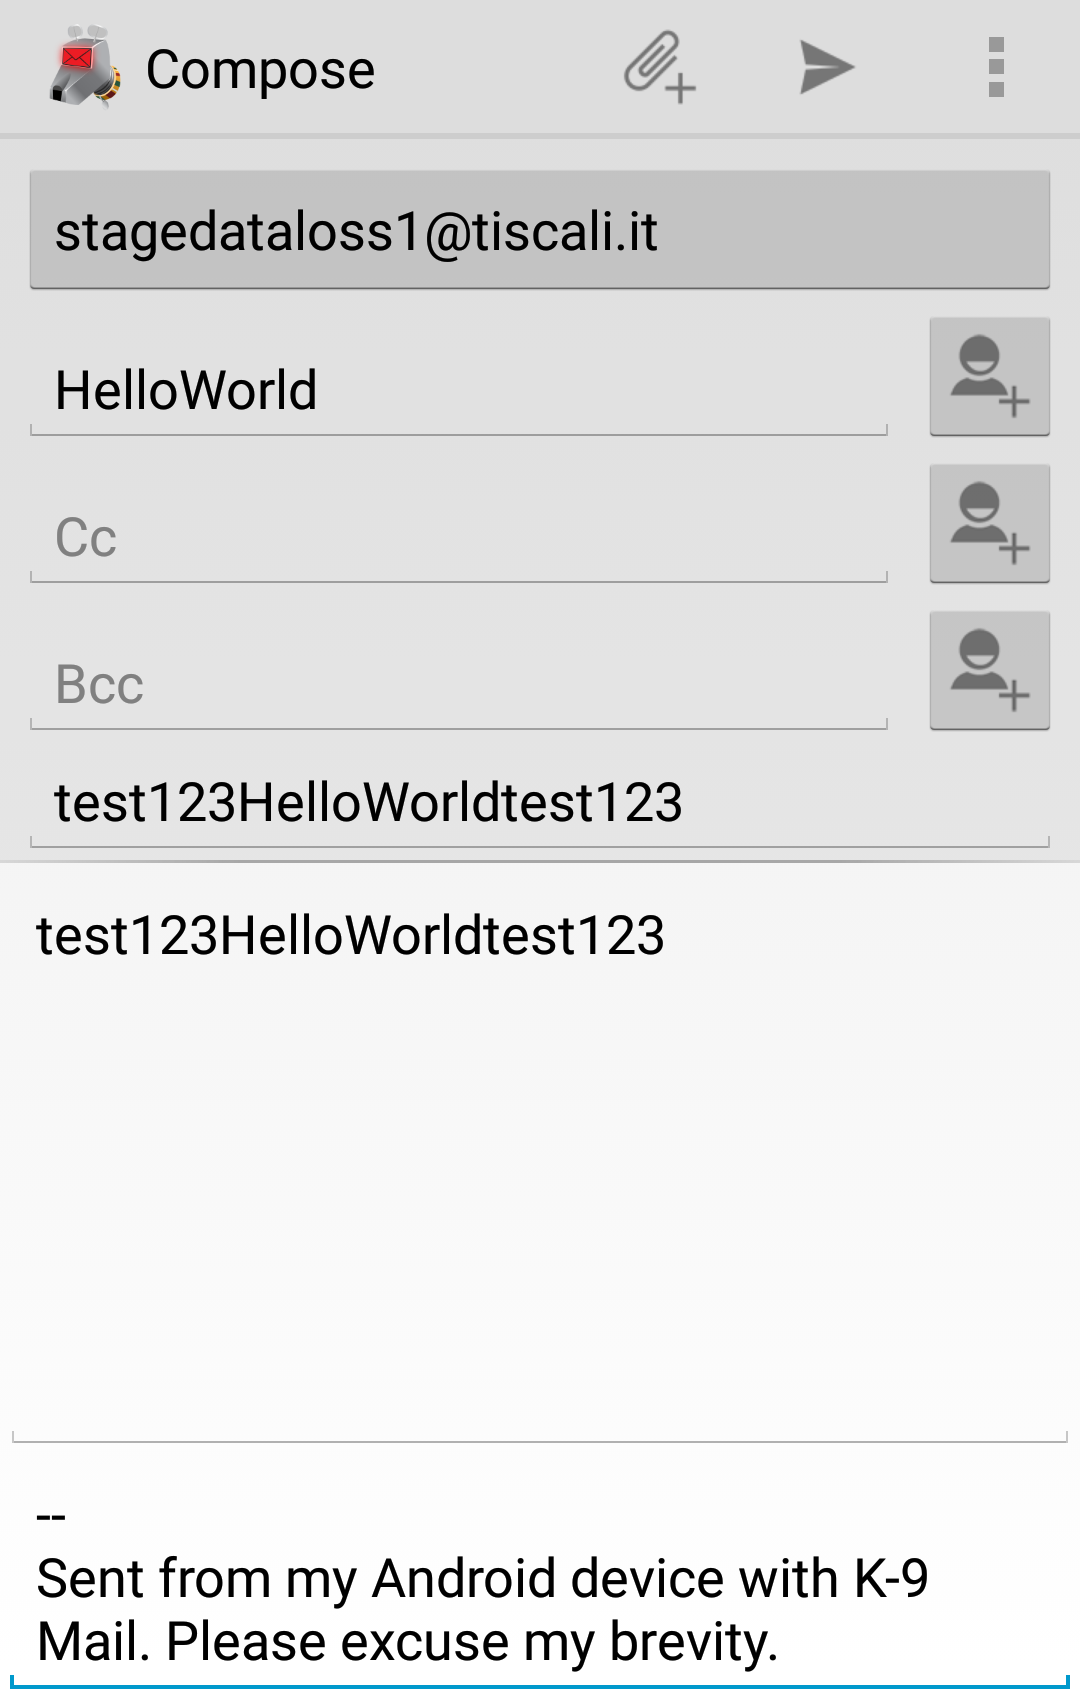 Compose
stagedataloss1@tiscali.it
HelloWorld
Cc
Bcc
test123HelloWorldtest123
test123HelloWorldtest123
--
Sent from my Android device with K-9
Mail. Please excuse my brevity.